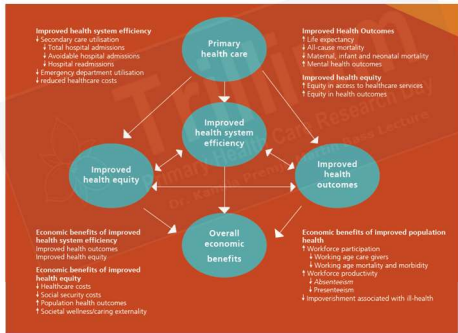 Improved health system efficiency
↓ Secondary care utilisation
↓ Total hospital admissions
↓ Avoidable hospital admissions
↓ Hospital readmissions
↓ Emergency department utilisation
↓ reduced healthcare costs
Primary
health care
Improved Health Outcomes
↑ Life expectancy
↓ All-cause mortality
↓ Maternal, infant and neonatal mortality
↑ Mental health outcomes
Improved health equity
↑ Equity in access to healthcare services
↑ Equity in health outcomes
Improved
health system
efficiency
Improved
health equity
Improved
health
outcomes
Overall
economic
benefits
Economic benefits of improved
health system efficiency
Improved health outcomes
Improved health equity
Economic benefits of improved
health equity
↓ Healthcare costs
↓ Social security costs
↑ Population health outcomes
↑ Societal wellness/caring externality
Economic benefits of improved population
health
↑ Workforce participation
↓ Working age care givers
↓ Working age mortality and morbidity
↑ Workforce productivity
↓ Absenteeism
↓ Presenteeism
↓ Impoverishment associated with ill-health
Primary Health Care Research
Lecture